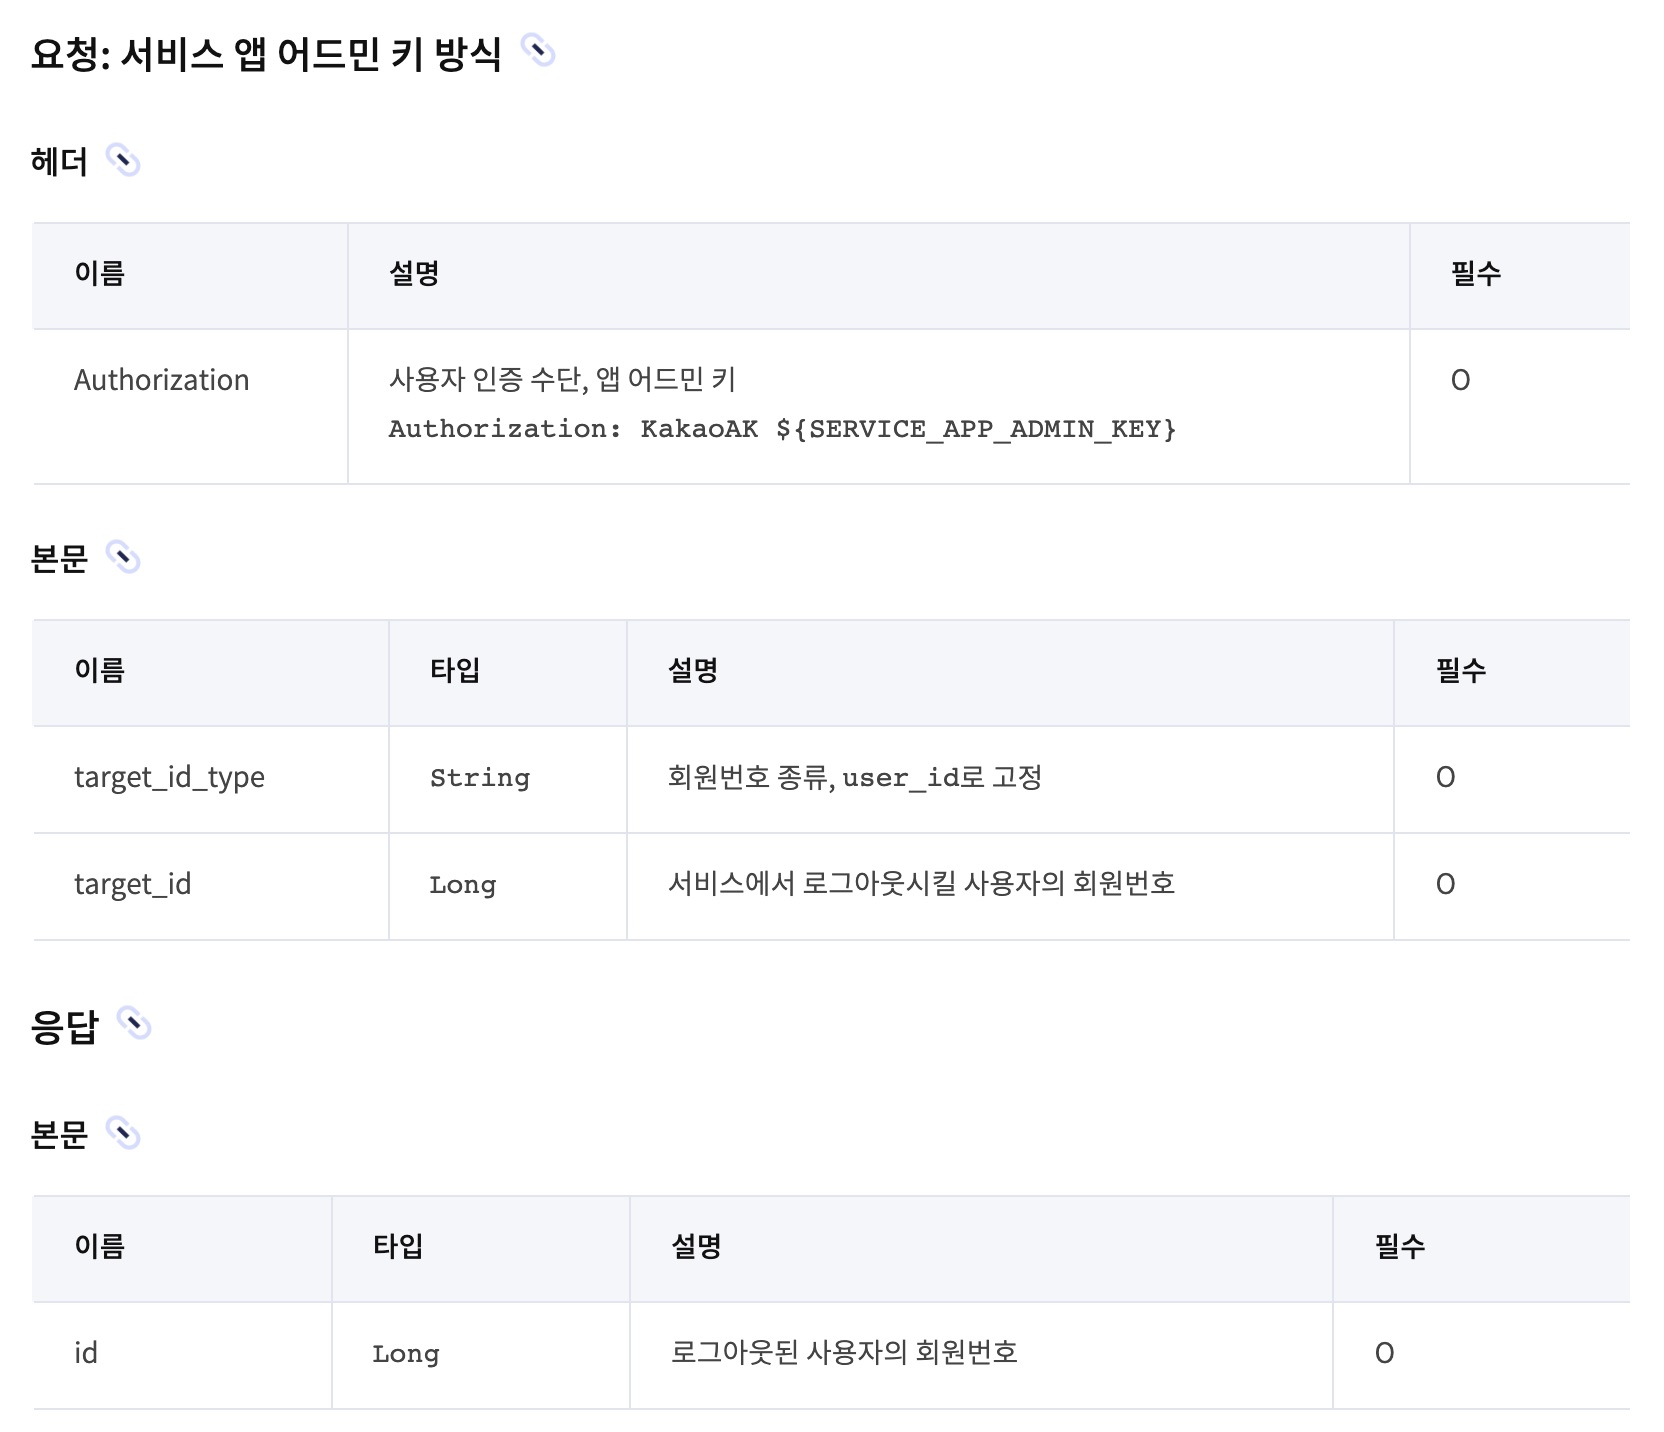 요청: 서비스 앱 어드민 키 방식
헤더
이름 설명 필수
Authorization 사용자 인증 수단, 앱 어드민 키 O
Authorization: KakaoAK ${SERVICE_APP_ADMIN_KEY}
본문
이름 타입 설명 필수
target_id_type String 회원번호 종류, user_id로 고정 O
target_id Long 서비스에서 로그아웃시킬 사용자의 회원번호 O
응답
본문
이름 타입 설명 필수
id Long 로그아웃된 사용자의 회원번호 O